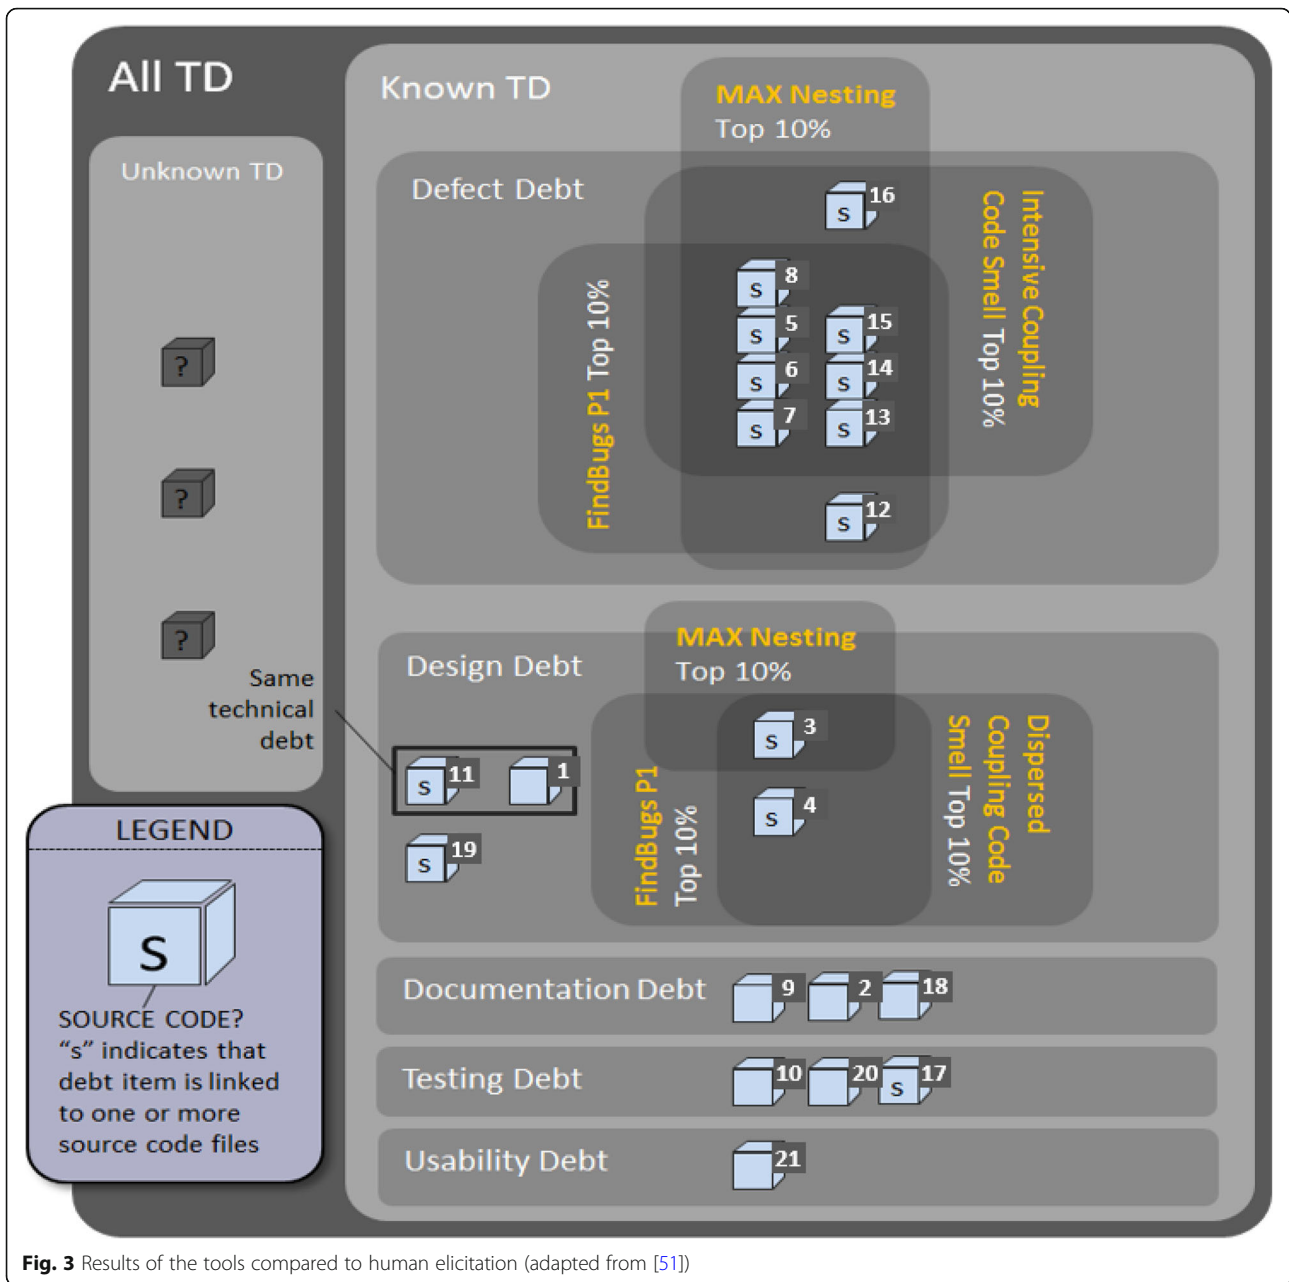 All TD
Known TD
MAX Nesting
Top 10%
Unknown TD
Defect Debt
16
Intensive Coupling
Code Smell Top 10%
FindBugs P1 Top 10%
s
8
s
5
s
15
s
6
s
14
s
7
s
13
s
12
s
?
?
?
Same
technical
debt
Design Debt
MAX Nesting
Top 10%
3
s
4
s
11
s
1
19
s
FindBugs P1
Top 10%
Dispersed
Coupling Code
Smell Top 10%
LEGEND
S
SOURCE CODE?
“s” indicates that
debt item is linked
to one or more
source code files
Documentation Debt
9
2
18
Testing Debt
10
20
17
s
Usability Debt
21
Fig. 3 Results of the tools compared to human elicitation (adapted from [51])